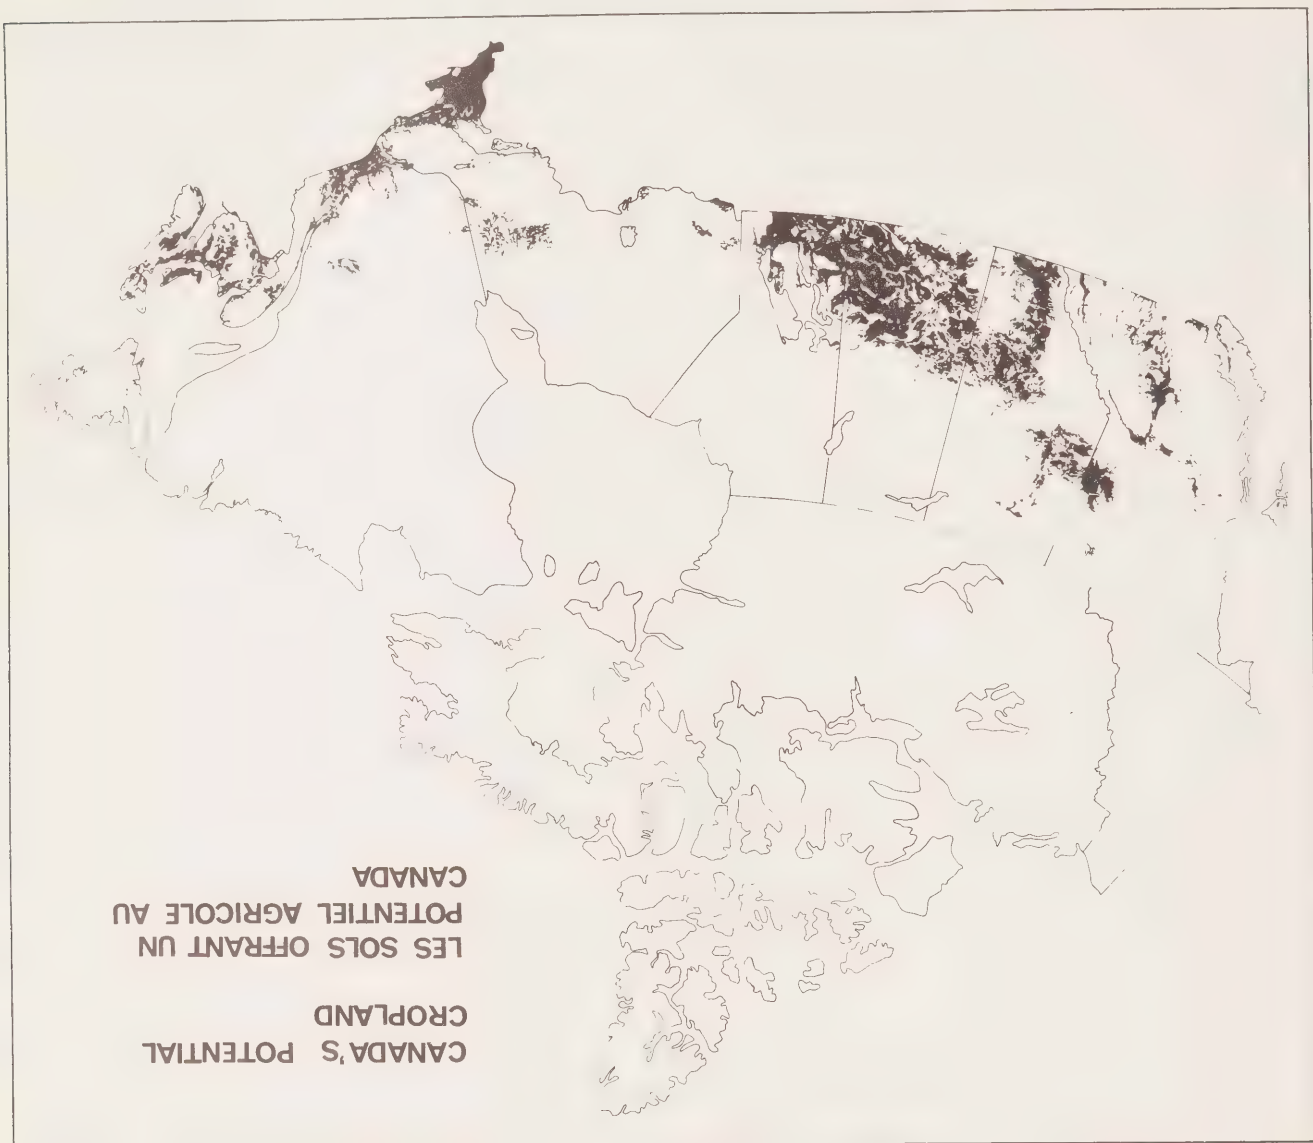 CANADA'S POTENTIAL
CROPLAND
LES SOLS OFFRANT UN
POTENTIEL AGRICOLE AU
CANADA